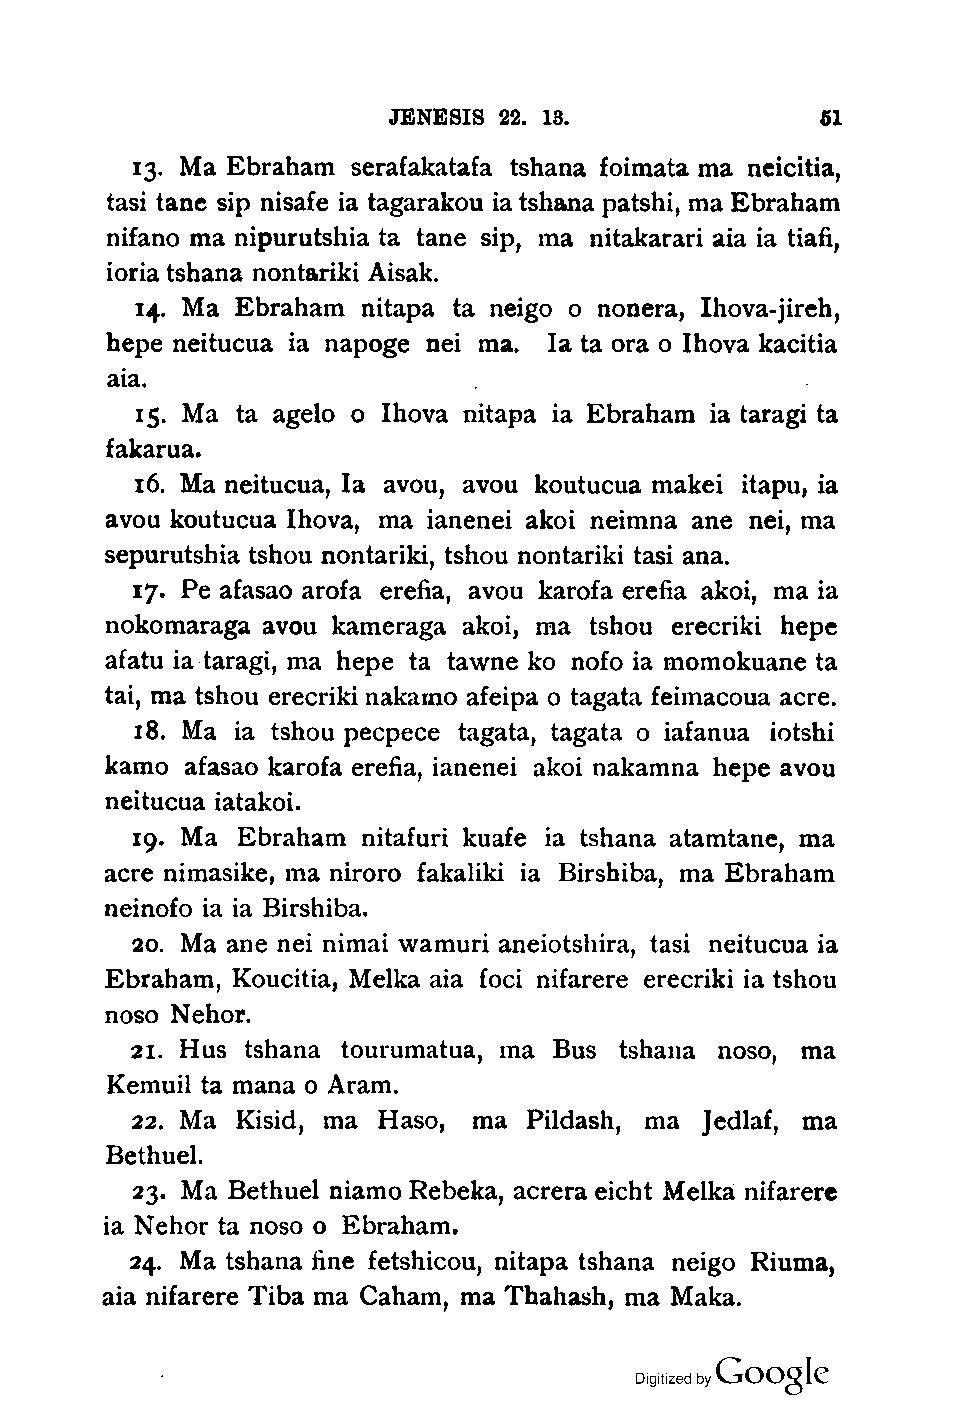 JENESIS 22. 13. 51
13. Ma Ebraham serafakatafa tshana foimata ma neicitia,
tasi tane sip nisafe ia tagarakou ia tshana patshi, ma Ebraham
nifano ma nipurutshia ta tane sip, ma nitakarari aia ia tiafi,
ioria tshana nontariki Aisak.
14. Ma Ebraham nitapa ta neigo o nonera, Ihova-jireh,
hepe neitucua ia napoge nei ma. Ia ta ora o Ihova kacitia
aia.
15. Ma ta agelo o Ihova nitapa ia Ebraham ia taragi ta
fakarua.
16. Ma neitucua, Ia avou, avou koutucua makei itapu, ia
avou koutucua Ihova, ma ianenei akoi neimna ane nei, ma
sepurutshia tshou nontariki, tshou nontariki tasi ana.
17. Pe afasao arofa erefia, avou karofa erefia akoi, ma ia
nokomaraga avou kameraga akoi, ma tshou erecriki hepe
afatu ia taragi, ma hepe ta tawne ko nofo ia momokuane ta
tai, ma tshou erecriki nakamo afeipa o tagata feimacoua acre.
18. Ma ia tshou pecpece tagata, tagata o iafanua iotshi
kamo afasao karofa erefia, ianenei akoi nakamna hepe avou
neitucua iatakoi.
19. Ma Ebraham nitafuri kuafe ia tshana atamtane, ma
acre nimasike, ma niroro fakaliki ia Birshiba, ma Ebraham
neinofo ia ia Birshiba.
20. Ma ane nei nimai wamuri aneiotshira, tasi neitucua ia
Ebraham, Koucitia, Melka aia foci nifarere erecriki ia tshou
noso Nehor.
21. Hus tshana tourumatua, ma Bus tshana noso, ma
Kemuil ta mana o Aram.
22. Ma Kisid, ma Haso, ma Pildash, ma Jedlaf, ma
Bethuel.
23. Ma Bethuel niamo Rebeka, acrera eicht Melka nifarere
ia Nehor ta noso o Ebraham.
24. Ma tshana fine fetshicou, nitapa tshana neigo Riuma,
aia nifarere Tiba ma Caham, ma Thahash, ma Maka.
Digitized by Google